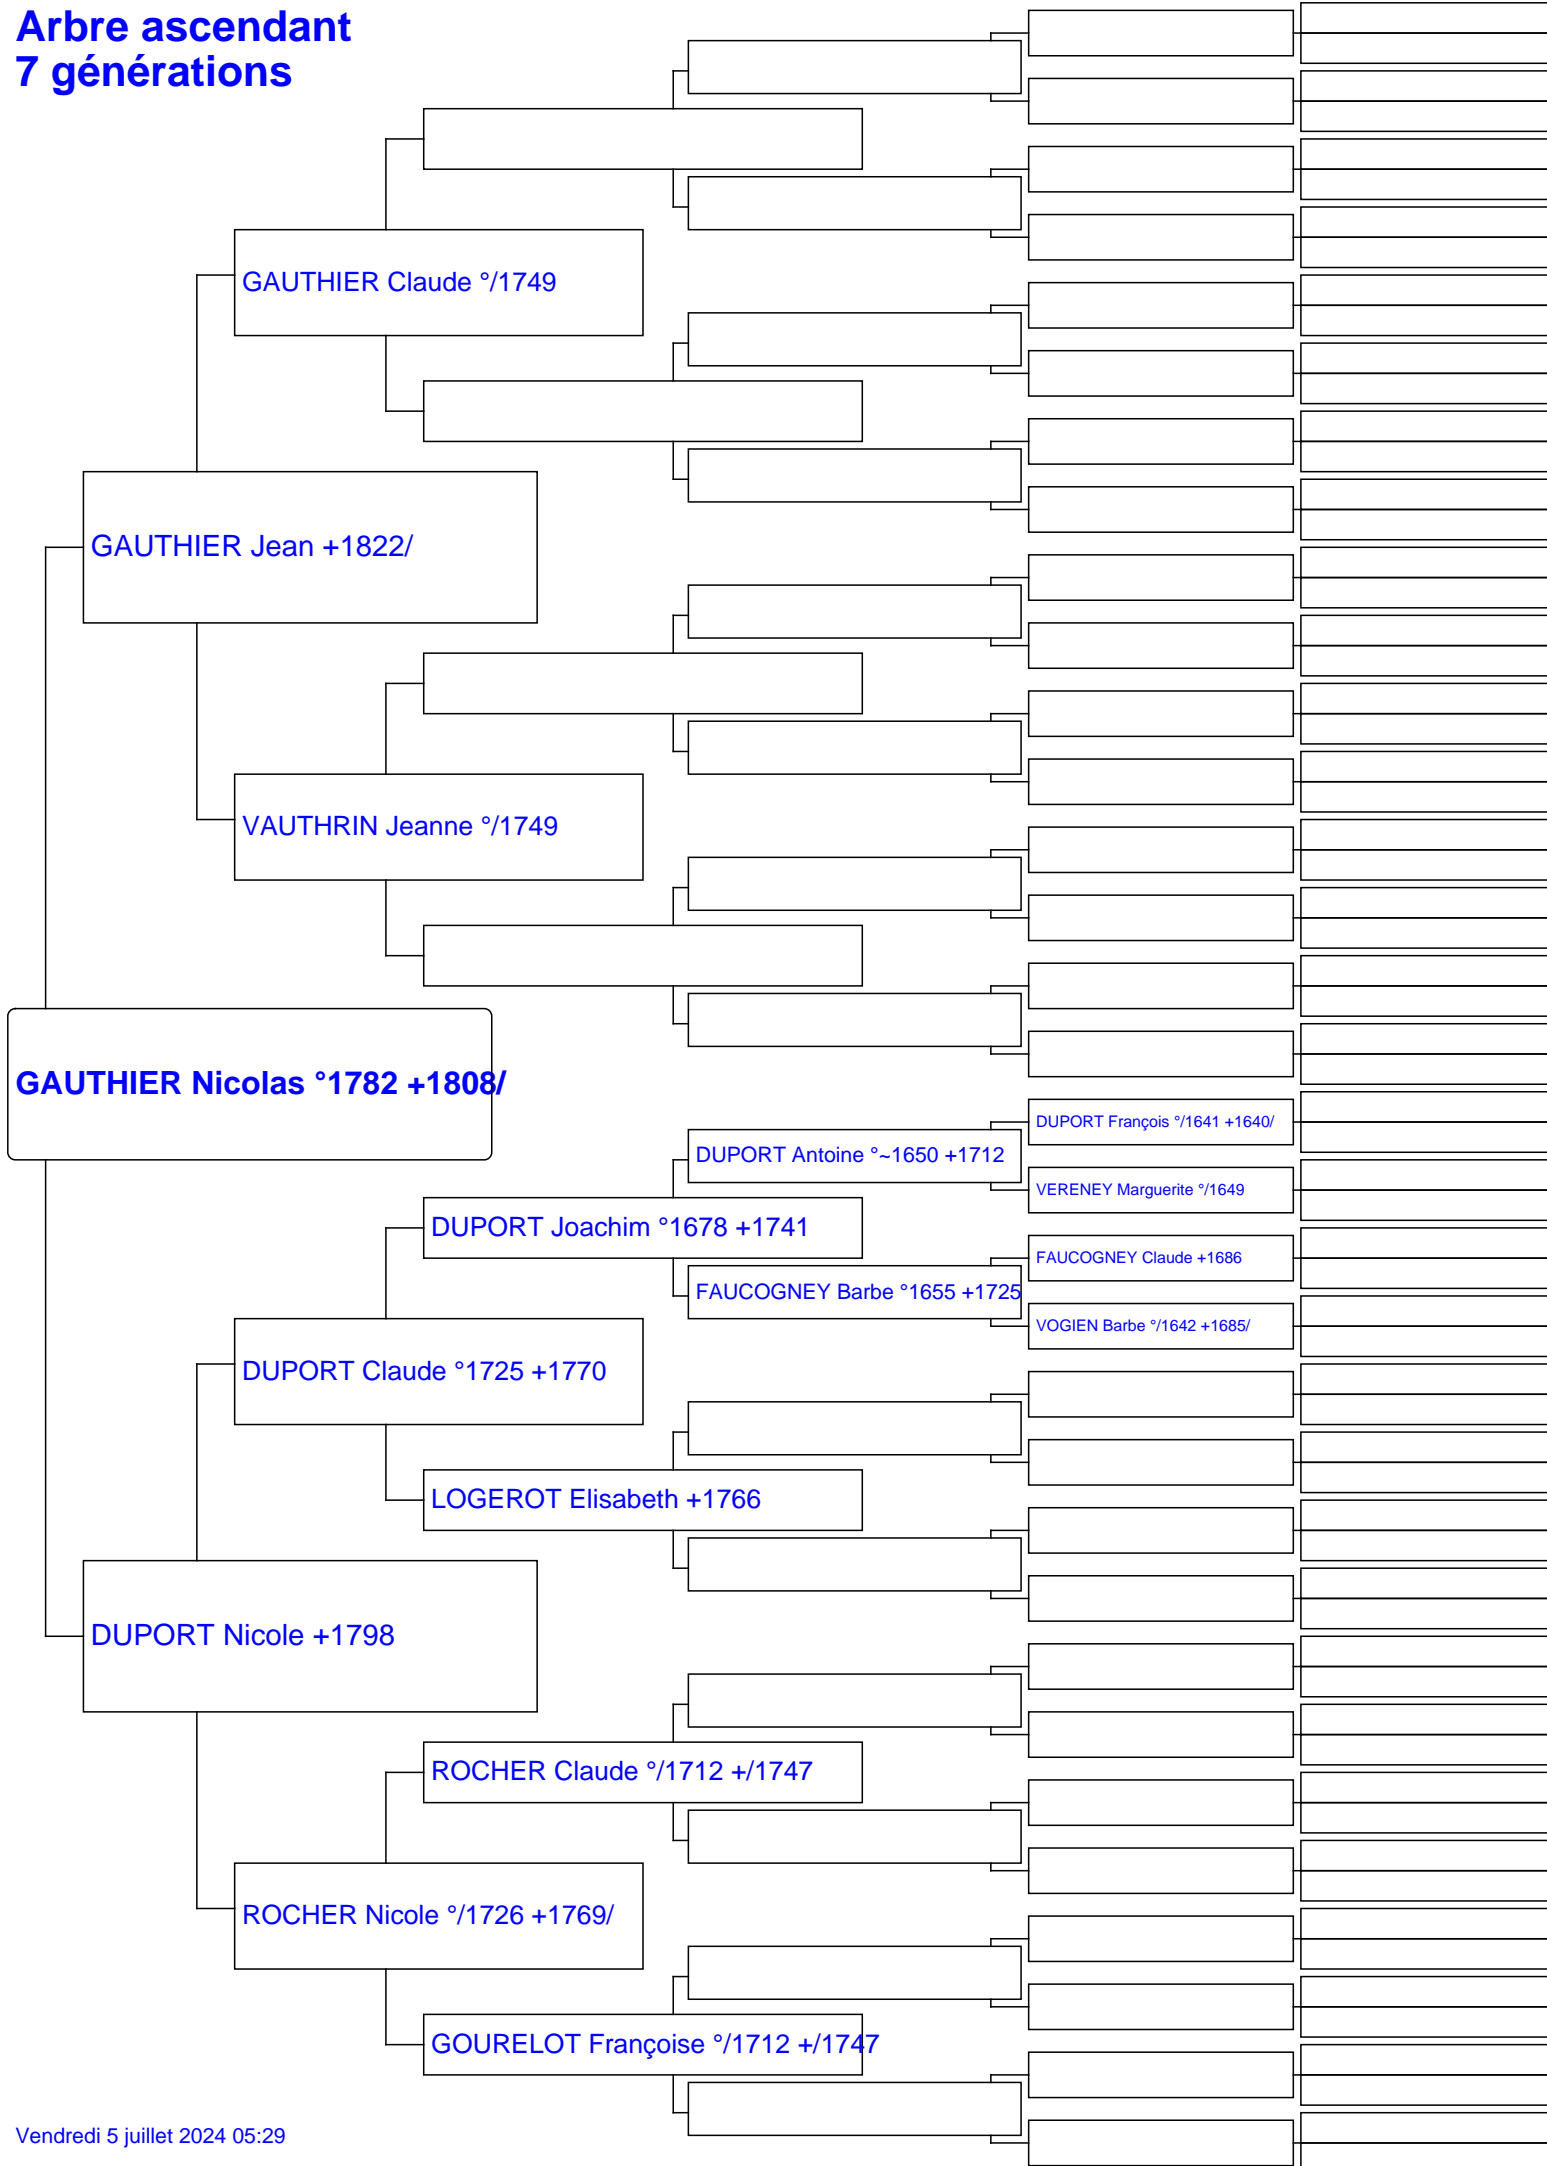 Arbre ascendant
7 générations
GAUTHIER Claude °/1749
GAUTHIER Jean +1822/
VAUTHRIN Jeanne °/1749
GAUTHIER Nicolas °1782 +1808/
DUPORT François °/1641 +1640/
DUPORT Antoine °~1650 +1712
VERENEY Marguerite °/1649
DUPORT Joachim °1678 +1741
FAUCOGNEY Claude +1686
FAUCOGNEY Barbe °1655 +1725
VOGIEN Barbe °/1642 +1685/
DUPORT Claude °1725 +1770
LOGEROT Elisabeth +1766
DUPORT Nicole +1798
ROCHER Claude °/1712 +/1747
ROCHER Nicole °/1726 +1769/
GOURELOT Françoise °/1712 +/1747
Vendredi 5 juillet 2024 05:29